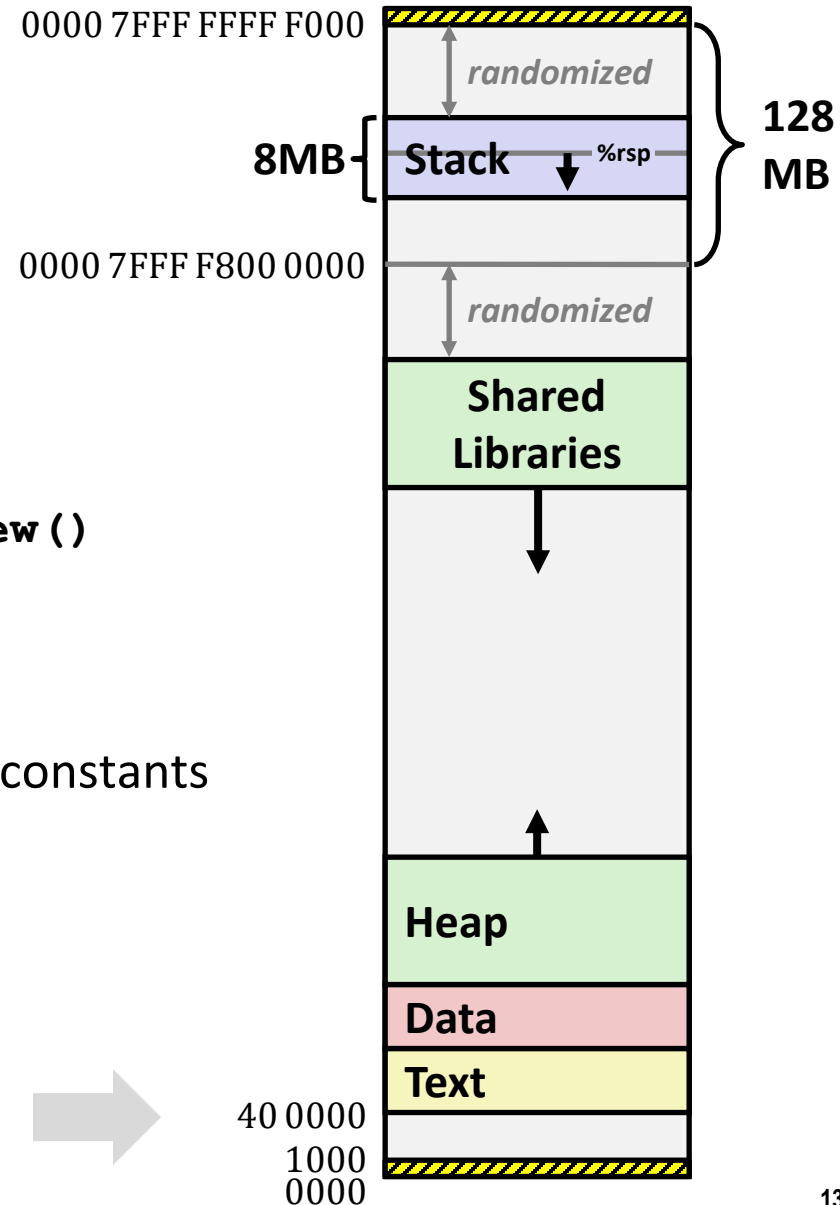 0000 7FFF FFFF F000
randomized
128
MB
8MB
Stack
%rsp
0000 7FFF F800 0000
randomized
Shared
Libraries
ew()
constants
Heap
Data
Text
40 0000
1000
0000
13